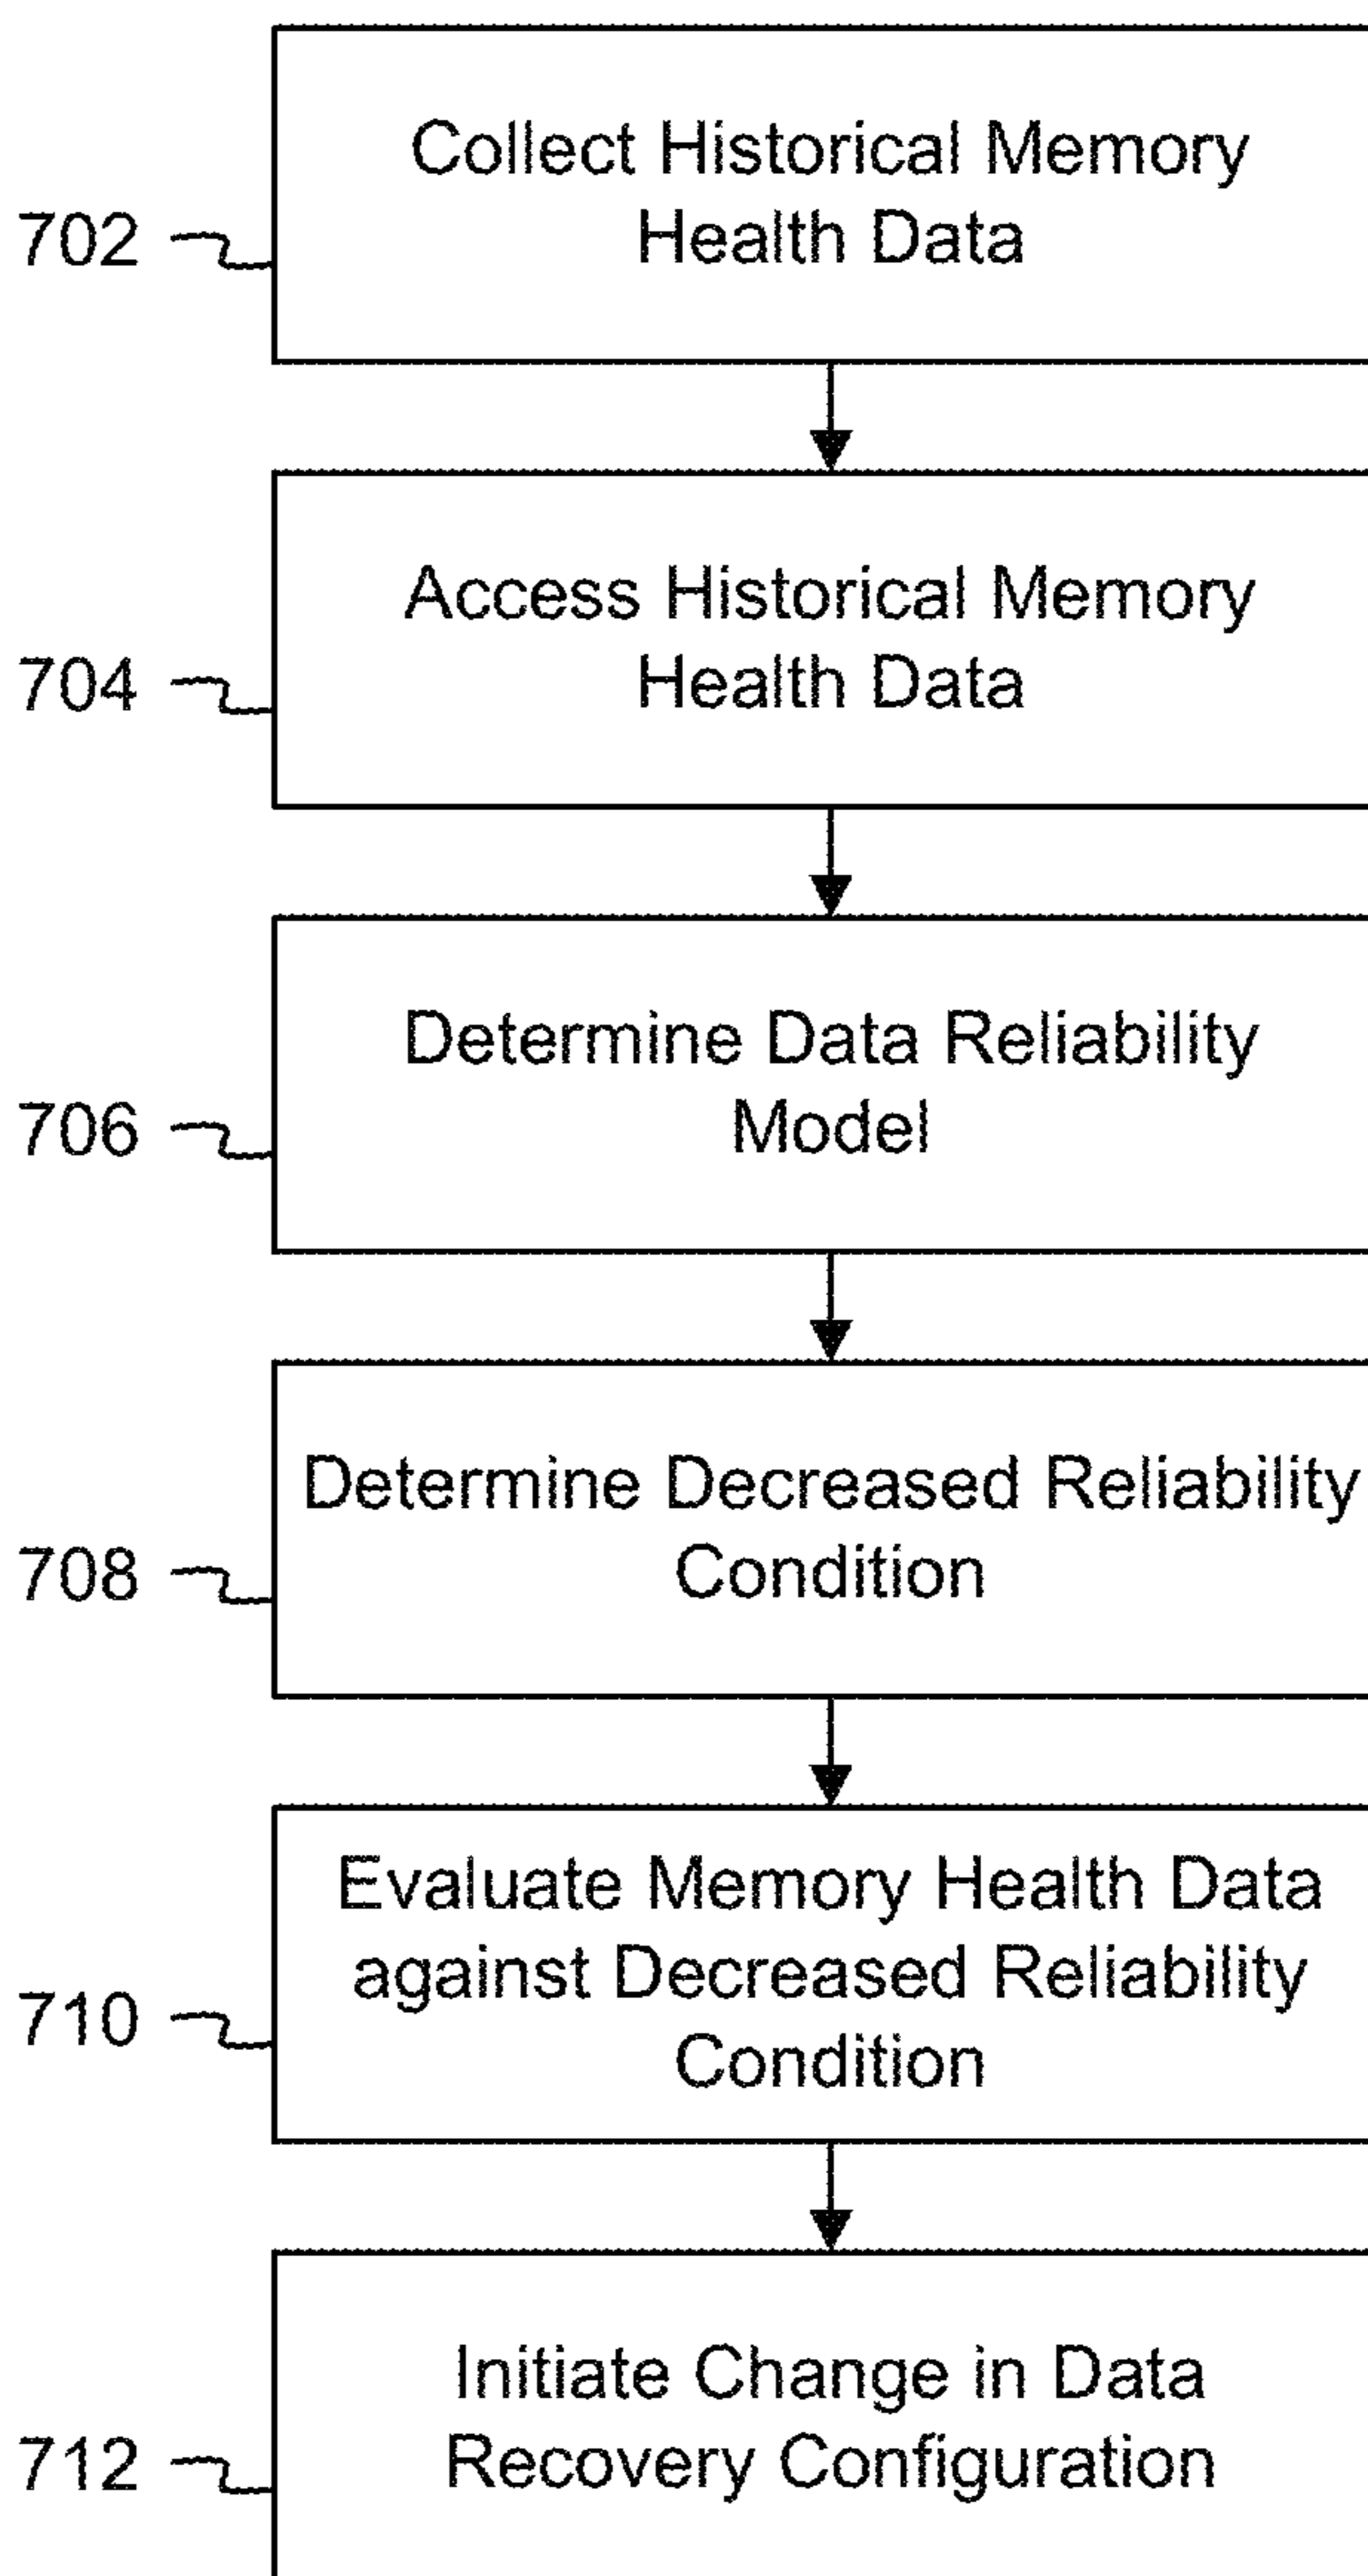 Collect Historical Memory
Health Data
702
Access Historical Memory
Health Data
704
Determine Data Reliability
Model
706
Determine Decreased Reliability
Condition
708
Evaluate Memory Health Data
against Decreased Reliability
Condition
710
Initiate Change in Data
Recovery Configuration
712